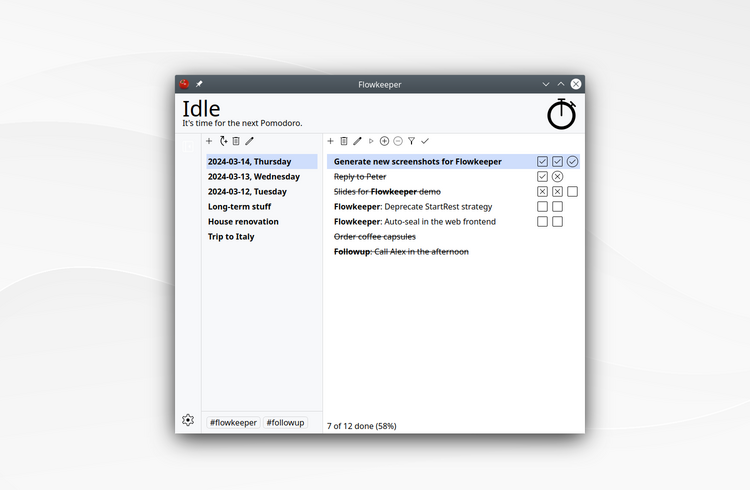 Flowkeeper
Idle
It's time for the next Pomodoro.
2024-03-14, Thursday
2024-03-13, Wednesday
2024-03-12, Tuesday
Long-term stuff
House renovation
Trip to Italy
#flowkeeper #followup
Generate new screenshots for Flowkeeper
Reply to Peter
Slides for Flowkeeper demo
Flowkeeper: Deprecate StartRest strategy
Flowkeeper: Auto-seal in the web frontend
Order coffee capsules
Followup: Call Alex in the afternoon
7 of 12 done (58%)